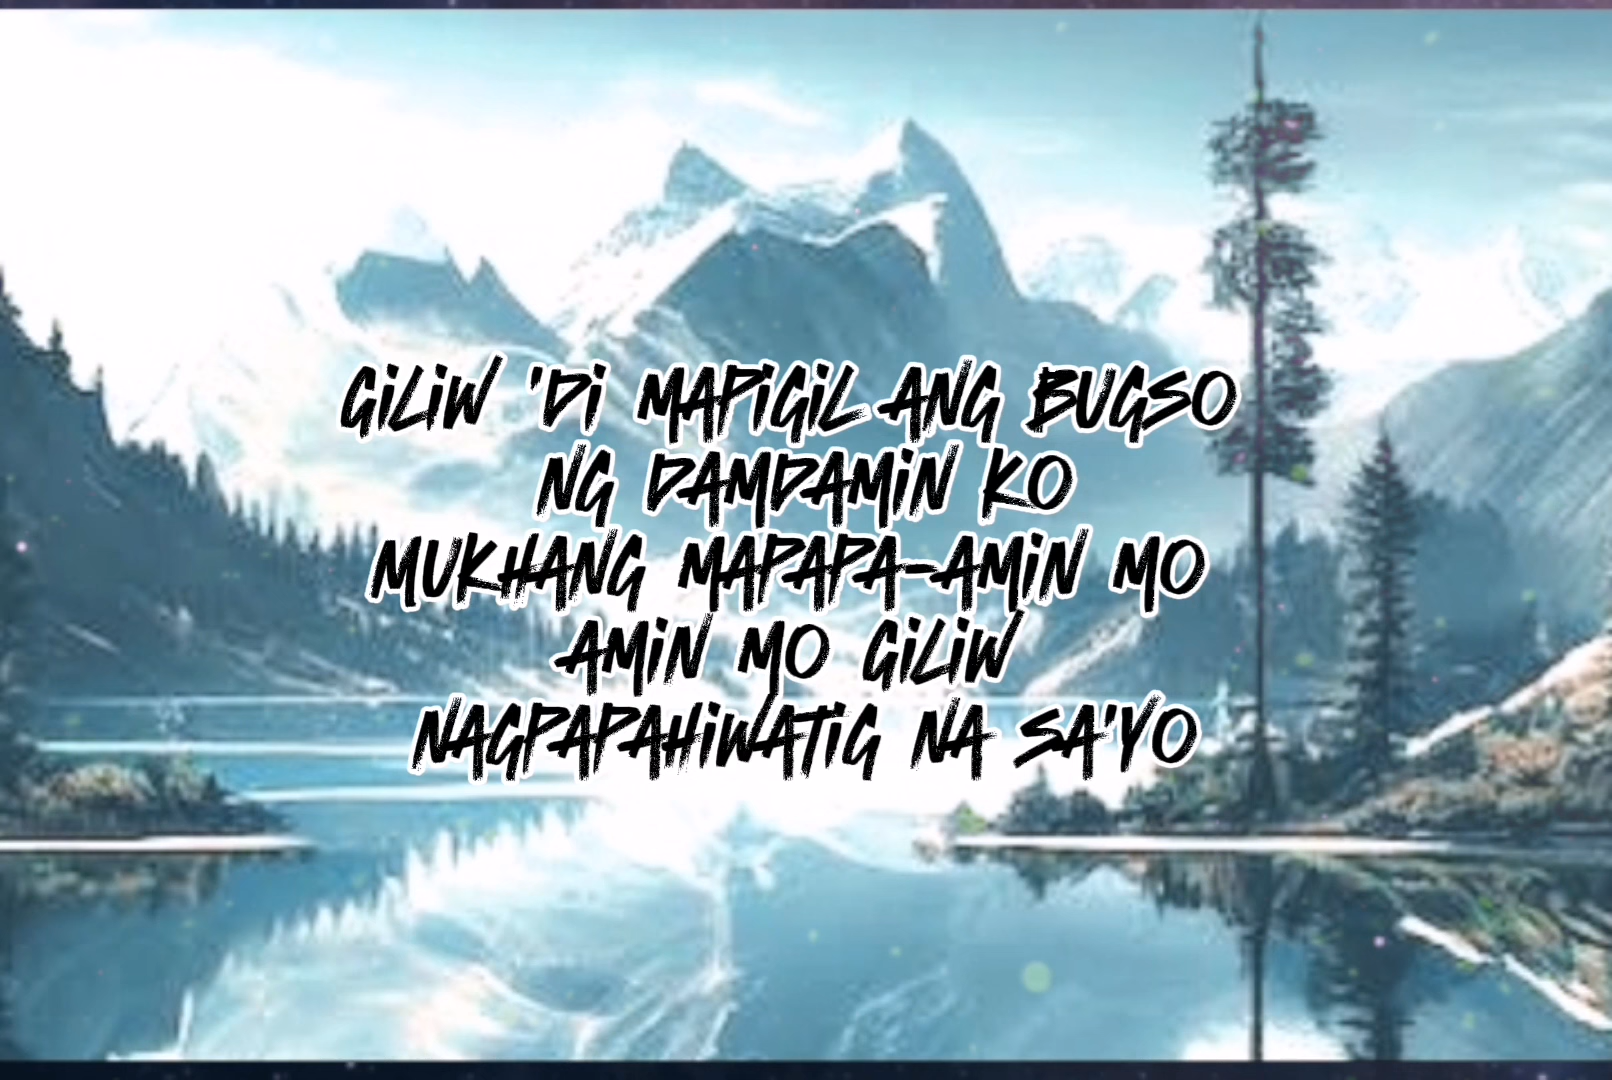 GILIW 'DI MAPIGIL ANG BUGSO
NG DAMDAMIN KO
MUKHANG MAPAPA-AMIN MO
AMIN MO GILIW
NAGPAPAHIWATIG NA SA'YO